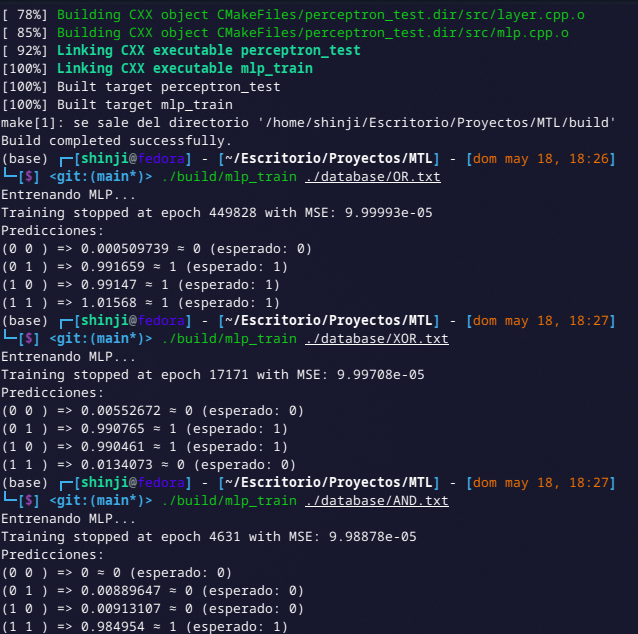 [ 78%] Building CXX object CMakeFiles/perceptron_test.dir/src/layer.cpp.o
[ 85%] Building CXX object CMakeFiles/perceptron_test.dir/src/mlp.cpp.o
[ 92%] Linking CXX executable perceptron_test
[100%] Linking CXX executable mlp_train
[100%] Built target perceptron_test
[100%] Built target mlp_train
make[1]: se sale del directorio '/home/shinji/Escritorio/Proyectos/MTL/build'
Build completed successfully.
(base) ┌─[shinji@fedora] - [~/Escritorio/Proyectos/MTL] - [dom may 18, 18:26]
└─[$] <git:(main*)> ./build/mlp_train ./database/OR.txt
Entrenando MLP...
Training stopped at epoch 449828 with MSE: 9.99993e-05
Predicciones:
(0 0 ) => 0.000509739 ≈ 0 (esperado: 0)
(0 1 ) => 0.991659 ≈ 1 (esperado: 1)
(1 0 ) => 0.99147 ≈ 1 (esperado: 1)
(1 1 ) => 1.01568 ≈ 1 (esperado: 1)
(base) ┌─[shinji@fedora] - [~/Escritorio/Proyectos/MTL] - [dom may 18, 18:27]
└─[$] <git:(main*)> ./build/mlp_train ./database/XOR.txt
Entrenando MLP...
Training stopped at epoch 17171 with MSE: 9.99708e-05
Predicciones:
(0 0 ) => 0.00552672 ≈ 0 (esperado: 0)
(0 1 ) => 0.990765 ≈ 1 (esperado: 1)
(1 0 ) => 0.990461 ≈ 1 (esperado: 1)
(1 1 ) => 0.0134073 ≈ 0 (esperado: 0)
(base) ┌─[shinji@fedora] - [~/Escritorio/Proyectos/MTL] - [dom may 18, 18:27]
└─[$] <git:(main*)> ./build/mlp_train ./database/AND.txt
Entrenando MLP...
Training stopped at epoch 4631 with MSE: 9.98878e-05
Predicciones:
(0 0 ) => 0 ≈ 0 (esperado: 0)
(0 1 ) => 0.00889647 ≈ 0 (esperado: 0)
(1 0 ) => 0.00913107 ≈ 0 (esperado: 0)
(1 1 ) => 0.984954 ≈ 1 (esperado: 1)